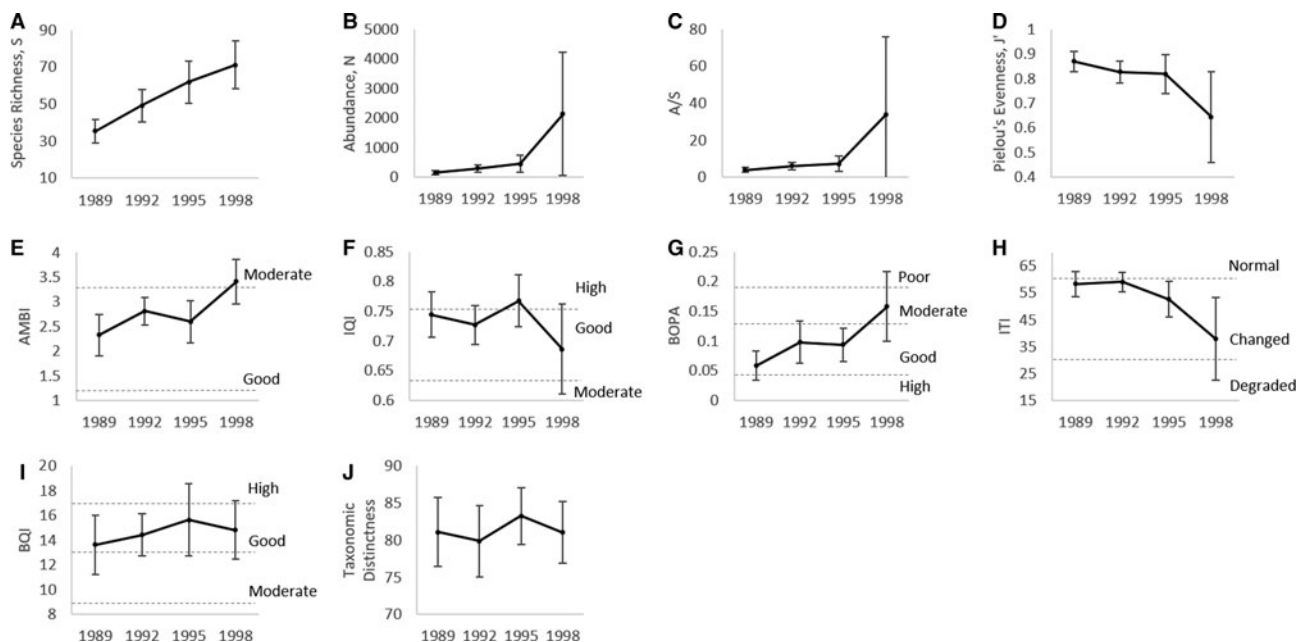 A
Species Richness, S
90
70
50
30
10
1989 1992 1995 1998
B
Abundance, N
5000
4000
3000
2000
1000
0
1989 1992 1995 1998
C
A/S
80
60
40
20
0
1989 1992 1995 1998
D
Pielou's Evenness, J'
1
0.9
0.8
0.7
0.6
0.5
0.4
1989 1992 1995 1998
E
AMBI
4
3.5
3
2.5
2
1.5
1
Moderate
Good
1989 1992 1995 1998
F
IQI
0.85
0.8
0.75
0.7
0.65
0.6
High
Good
Moderate
1989 1992 1995 1998
G
BOPA
0.25
0.2
0.15
0.1
0.05
0
Poor
Moderate
Good
High
1989 1992 1995 1998
H
ITI
65
55
45
35
25
15
Normal
Changed
Degraded
1989 1992 1995 1998
I
BQI
20
18
16
14
12
10
8
High
Good
Moderate
1989 1992 1995 1998
J
Taxonomic
Distinctness
90
85
80
75
70
1989 1992 1995 1998